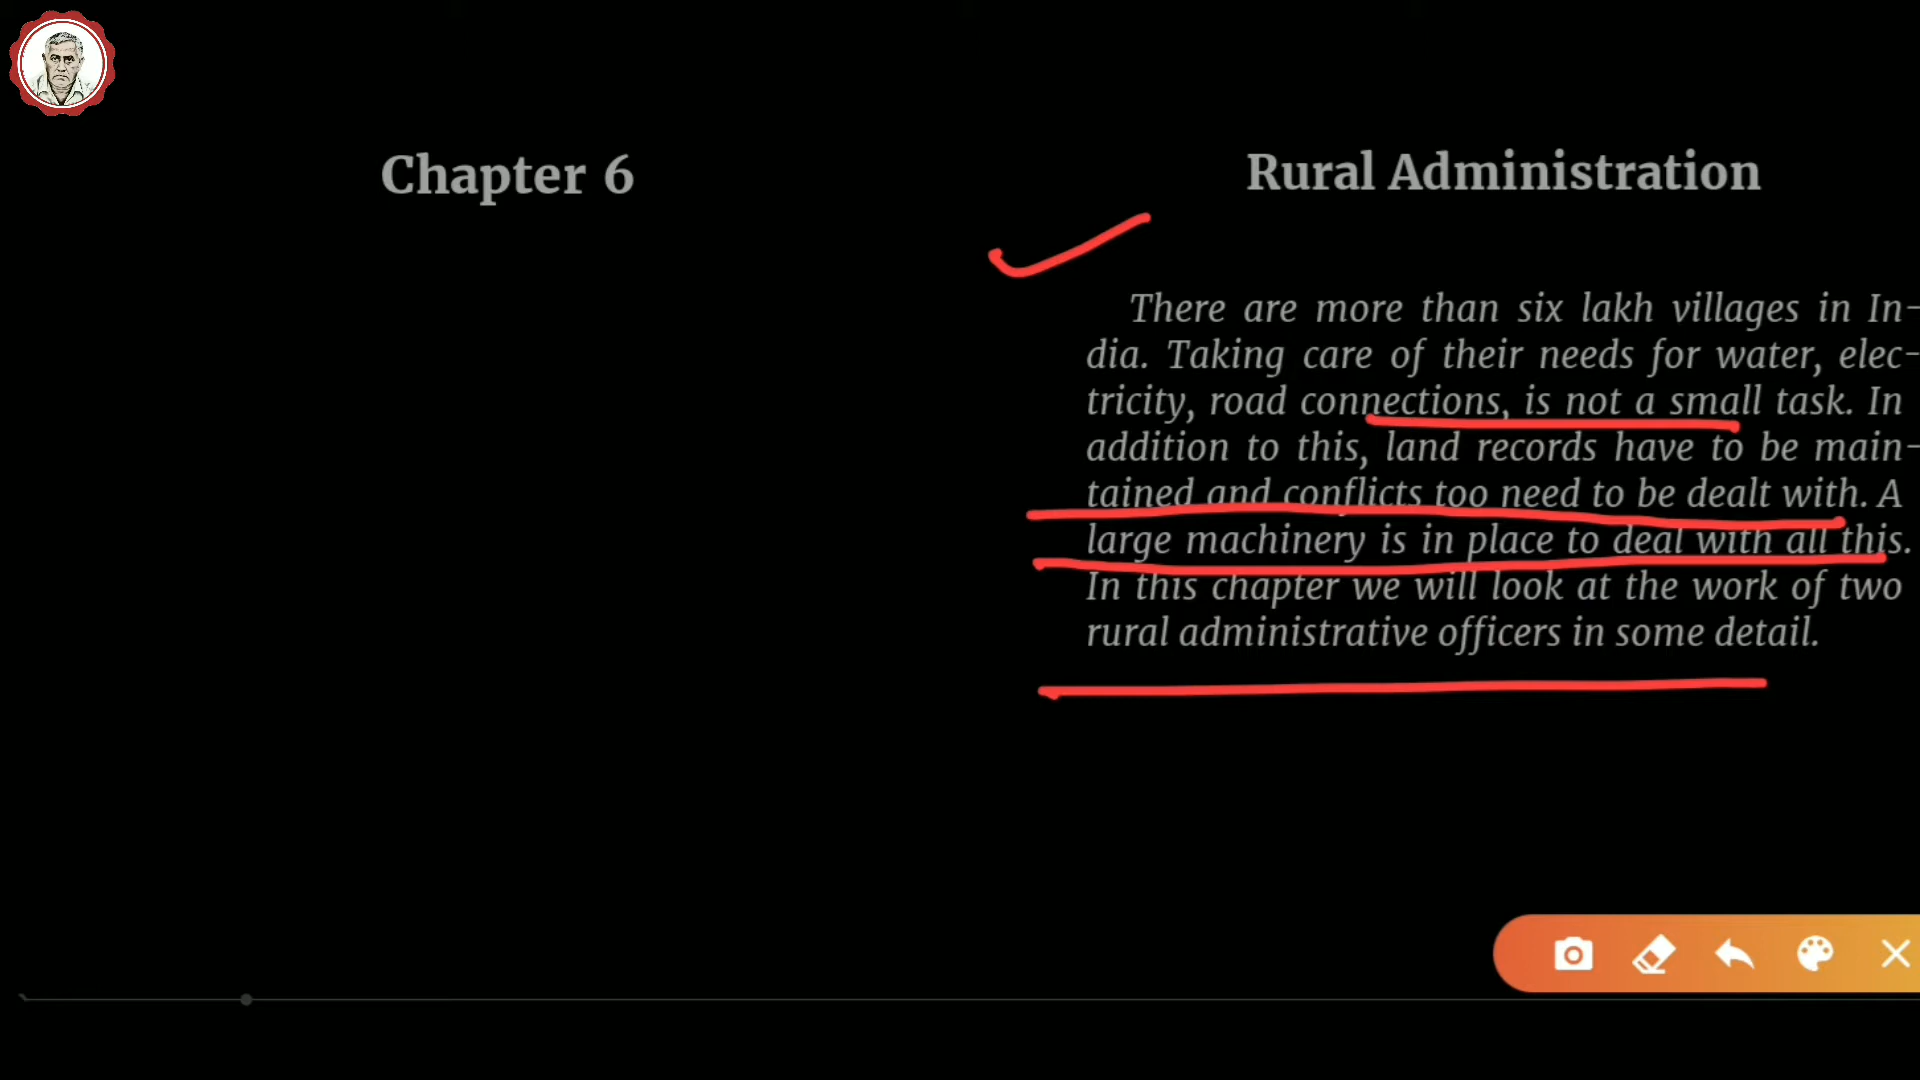 Chapter 6
Rural Administration
There are more than six lakh villages in In-
dia. Taking care of their needs for water, elec-
tricity, road connections, is not a small task. In
addition to this, land records have to be main-
tained and conflicts too need to be dealt with. A
large machinery is in place to deal with all this.
In this chapter we will look at the work of two
rural administrative officers in some detail.